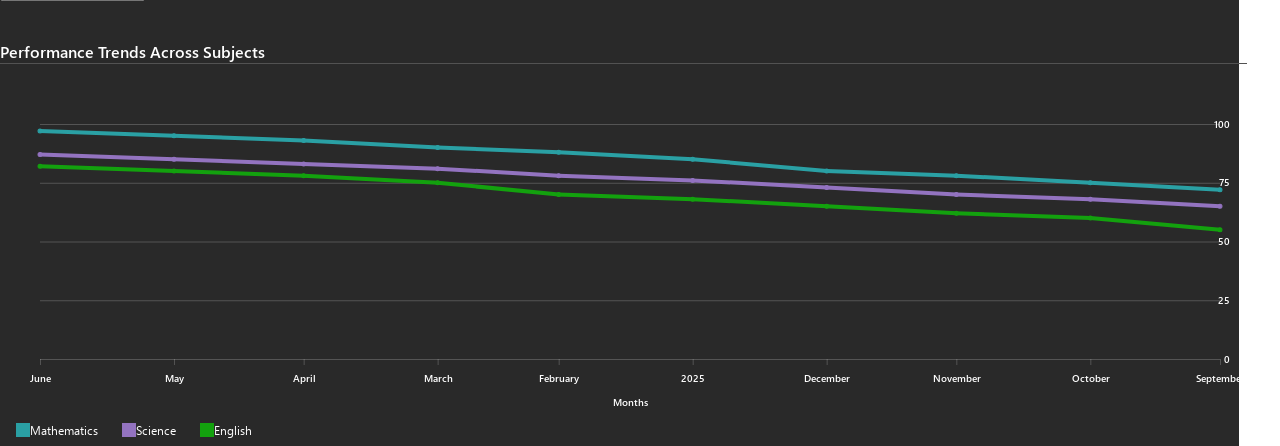 Performance Trends Across Subjects
100
75
50
25
0
June May April March February 2025 December November October Septembe
Months
Mathematics Science English